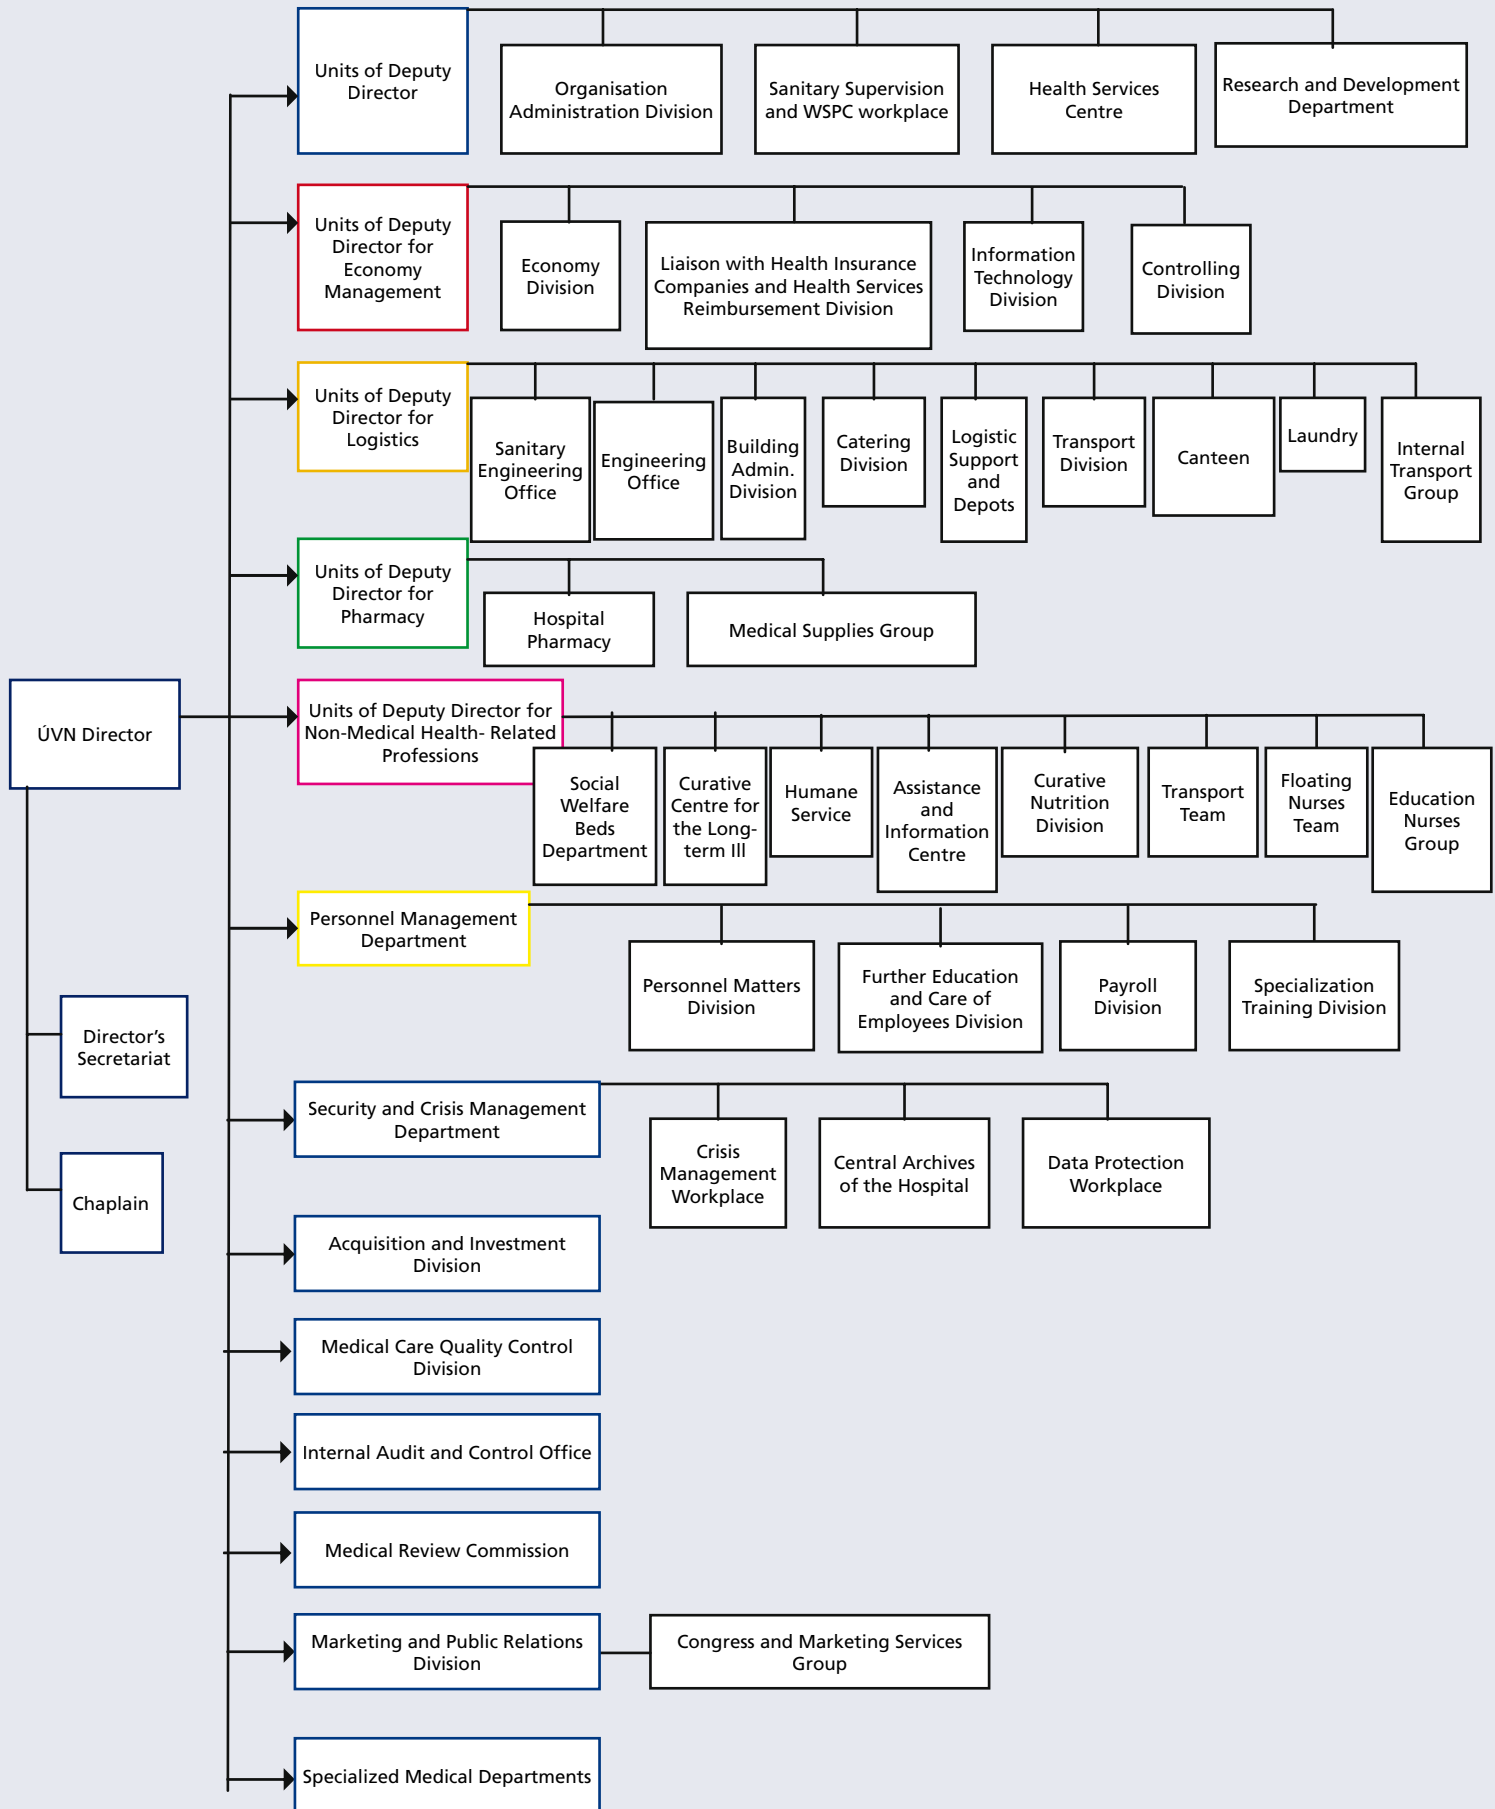 Units of Deputy
Director
Organisation
Administration Division
Sanitary Supervision
and WSPC workplace
Health Services
Centre
Research and Development
Department
Units of Deputy
Director for
Economy
Management
Economy
Division
Liaison with Health Insurance
Companies and Health Services
Reimbursement Division
Information
Technology
Division
Controlling
Division
Units of Deputy
Director for
Logistics
Sanitary
Engineering
Office
Engineering
Office
Building
Admin.
Division
Catering
Division
Logistic
Support
and
Depots
Transport
Division
Canteen
Laundry
Internal
Transport
Group
Units of Deputy
Director for
Pharmacy
Hospital
Pharmacy
Medical Supplies Group
ÚVN Director
Units of Deputy Director for
Non-Medical Health- Related
Professions
Social
Welfare
Beds
Department
Curative
Centre for
the Long-
term Ill
Humane
Service
Assistance
and
Information
Centre
Curative
Nutrition
Division
Transport
Team
Floating
Nurses
Team
Education
Nurses
Group
Personnel Management
Department
Personnel Matters
Division
Further Education
and Care of
Employees Division
Payroll
Division
Specialization
Training Division
Director's
Secretariat
Security and Crisis Management
Department
Crisis
Management
Workplace
Central Archives
of the Hospital
Data Protection
Workplace
Chaplain
Acquisition and Investment
Division
Medical Care Quality Control
Division
Internal Audit and Control Office
Medical Review Commission
Marketing and Public Relations
Division
Congress and Marketing Services
Group
Specialized Medical Departments